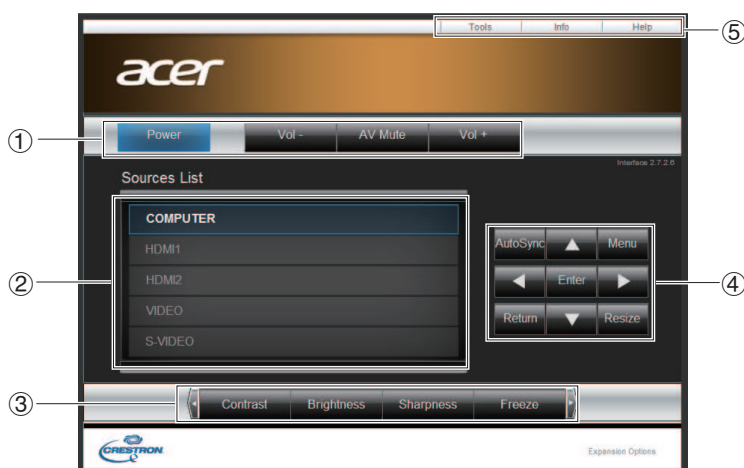 Tools Info Help
⑤
acer
①
Power Vol - AV Mute Vol +
Interface 2.7.2.6
Sources List
②
COMPUTER
HDMI1
HDMI2
VIDEO
S-VIDEO
AutoSync Menu
Enter
Return Resize
④
③
Contrast Brightness Sharpness Freeze
CRESTRON
Expansion Options